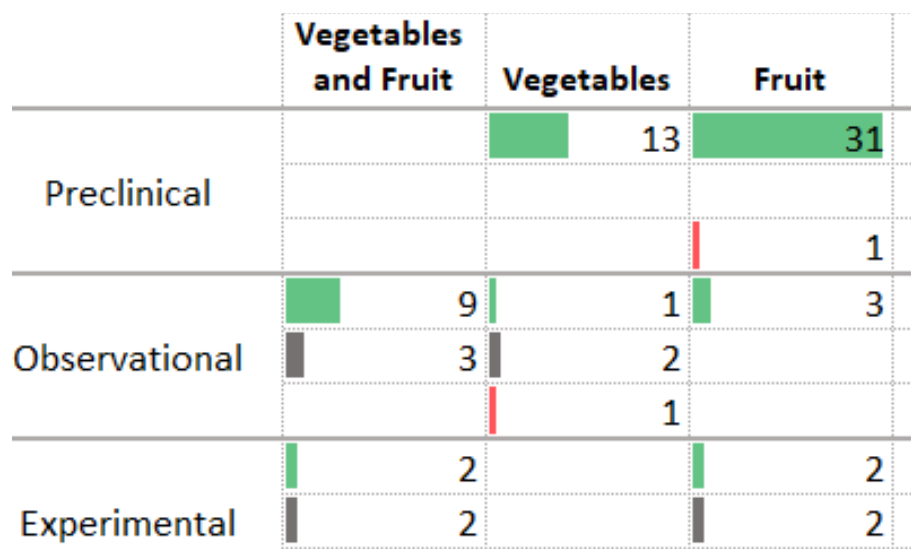 Vegetables
and Fruit Vegetables Fruit
13 31
Preclinical
1
9 1 3
Observational 3 2
1
2 2
Experimental 2 2